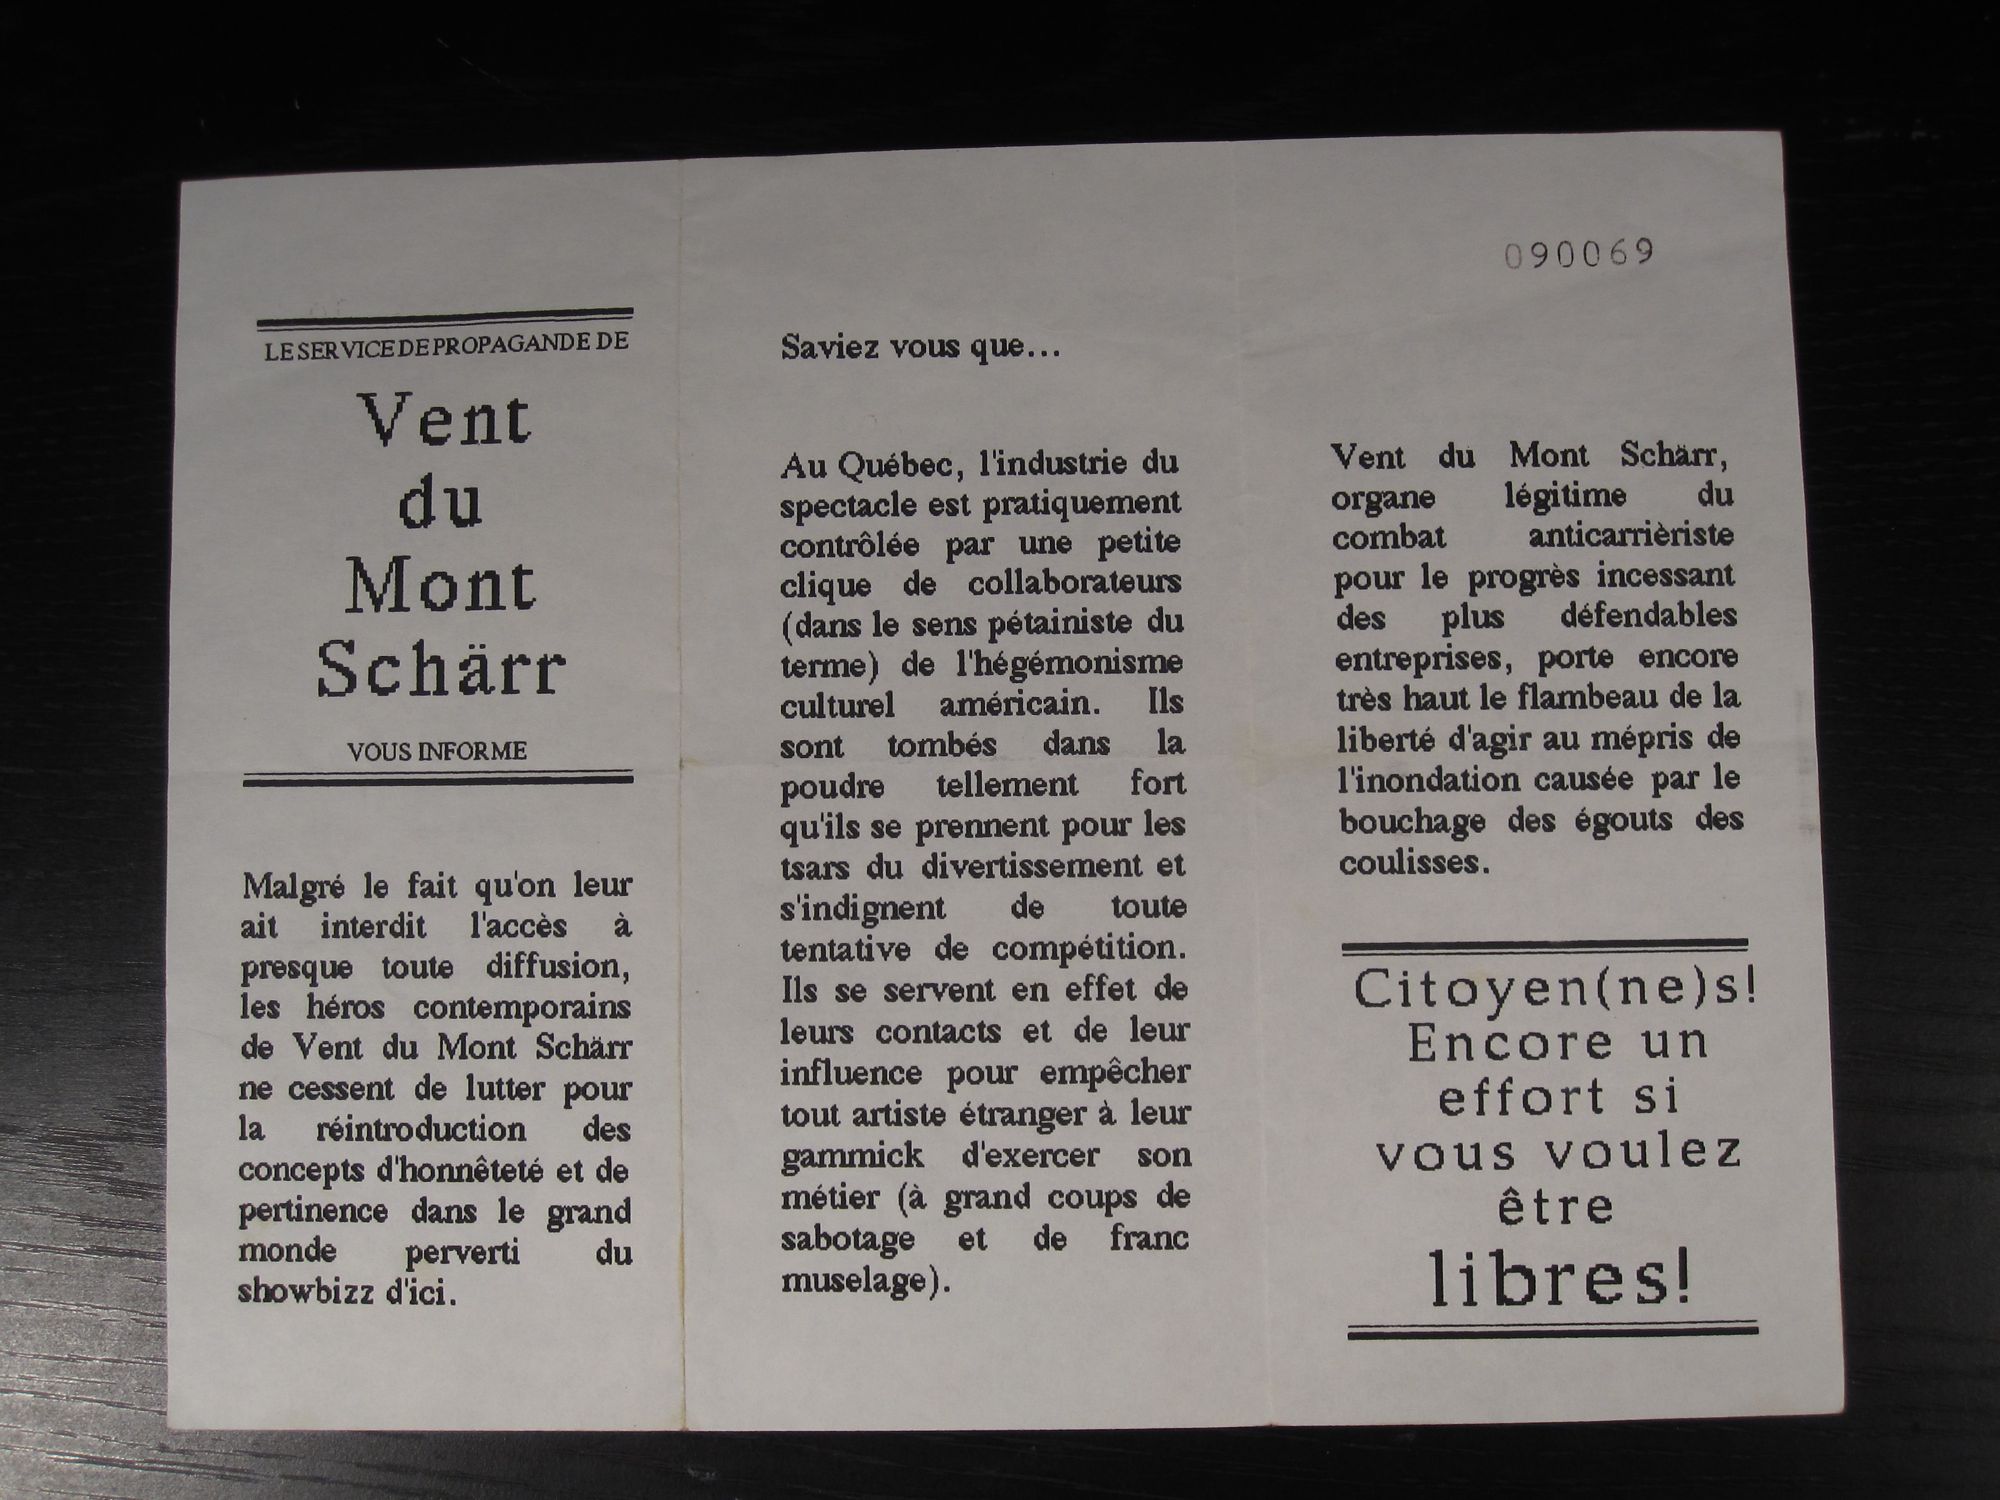 LE SERVICE DE PROPAGANDE DE
Vent
du
Mont
Schärr
VOUS INFORME
Malgré le fait qu'on leur
ait interdit l'accès à
presque toute diffusion,
les héros contemporains
de Vent du Mont Schärr
ne cessent de lutter pour
la réintroduction des
concepts d'honnêteté et de
pertinence dans le grand
monde perverti du
showbizz d'ici.
Saviez vous que...
Au Québec, l'industrie du
spectacle est pratiquement
contrôlée par une petite
clique de collaborateurs
(dans le sens pétainiste du
terme) de l'hégémonisme
culturel américain. Ils
sont tombés dans la
poudre tellement fort
qu'ils se prennent pour les
tsars du divertissement et
s'indignent de toute
tentative de compétition.
Ils se servent en effet de
leurs contacts et de leur
influence pour empêcher
tout artiste étranger à leur
gammick d'exercer son
métier (à grand coups de
sabotage et de franc
muselage).
090069
Vent du Mont Schärr,
organe légitime du
combat anticarrièriste
pour le progrès incessant
des plus défendables
entreprises, porte encore
très haut le flambeau de la
liberté d'agir au mépris de
l'inondation causée par le
bouchage des égouts des
coulisses.
Citoyen(ne)s!
Encore un
effort si
vous voulez
être
libres!